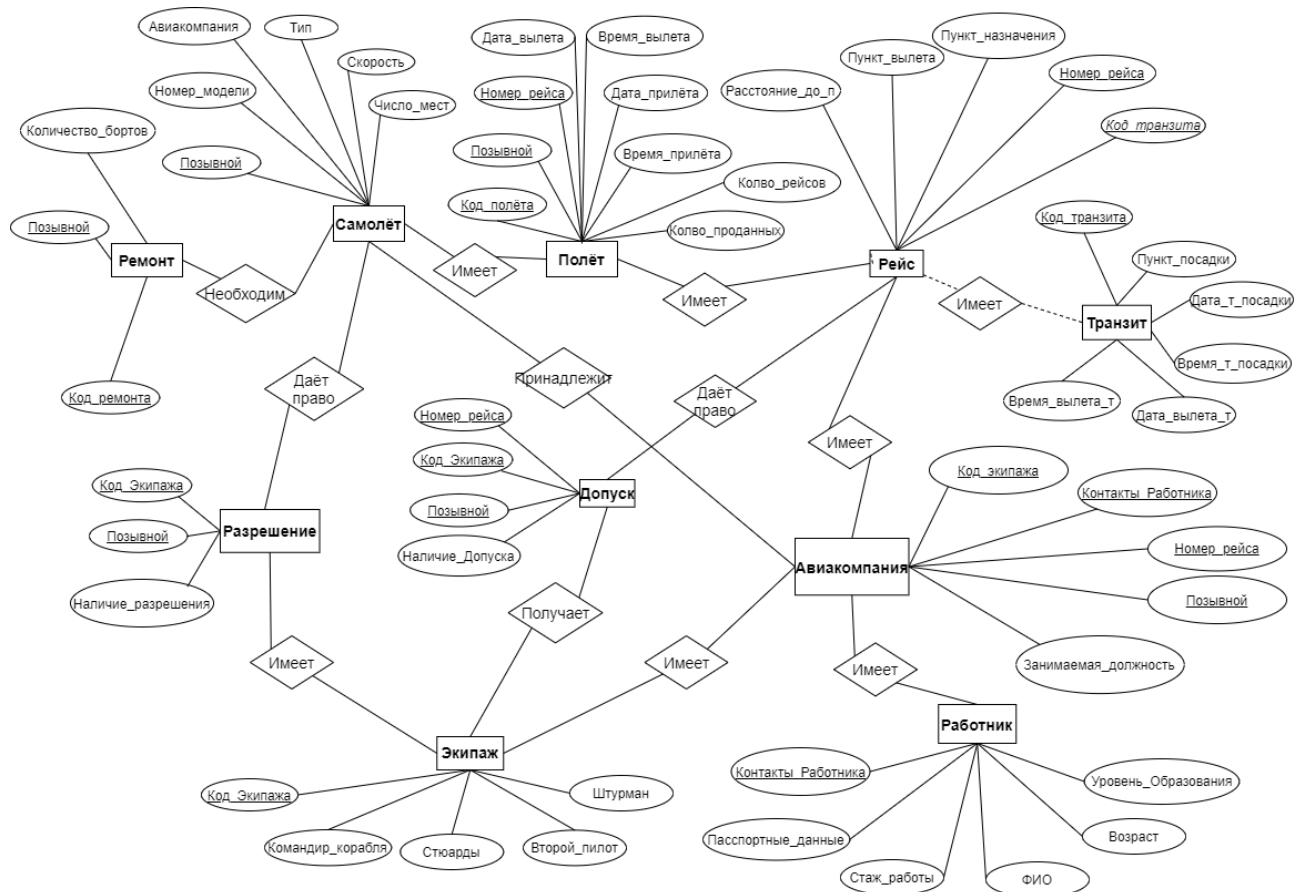 Авиакомпания
Тип
Дата_вылета
Время_вылета
Пункт_назначения
Пункт_вылета
Скорость
Номер_рейса
Номер_модели
Число_мест
Номер_рейса
Дата_прилёта
Расстояние_до_п
Код_транзита
Количество_бортов
Позывной
Позывной
Время_прилёта
Колво_рейсов
Код_полёта
Колво_проданных
Код_транзита
Позывной
Самолёт
Ремонт
Полёт
Рейс
Пункт_посадки
Имеет
Необходим
Имеет
Имеет
Дата_т_посадки
Транзит
Время_т_посадки
Даёт
право
Принадлежит
Даёт
право
Код_ремонта
Время_вылета_т
Дата_вылета_т
Номер_рейса
Имеет
Код_Экипажа
Код_экипажа
Код_Экипажа
Допуск
Контакты_Работника
Позывной
Разрешение
Позывной
Наличие_Допуска
Номер_рейса
Авиакомпания
Наличие_разрешения
Позывной
Получает
Имеет
Имеет
Имеет
Занимаемая_должность
Экипаж
Работник
Код_Экипажа
Штурман
Контакты_Работника
Уровень_Образования
Командир_корабля
Стюарды
Второй_пилот
Пасспортные_данные
Возраст
Стаж_работы
ФИО